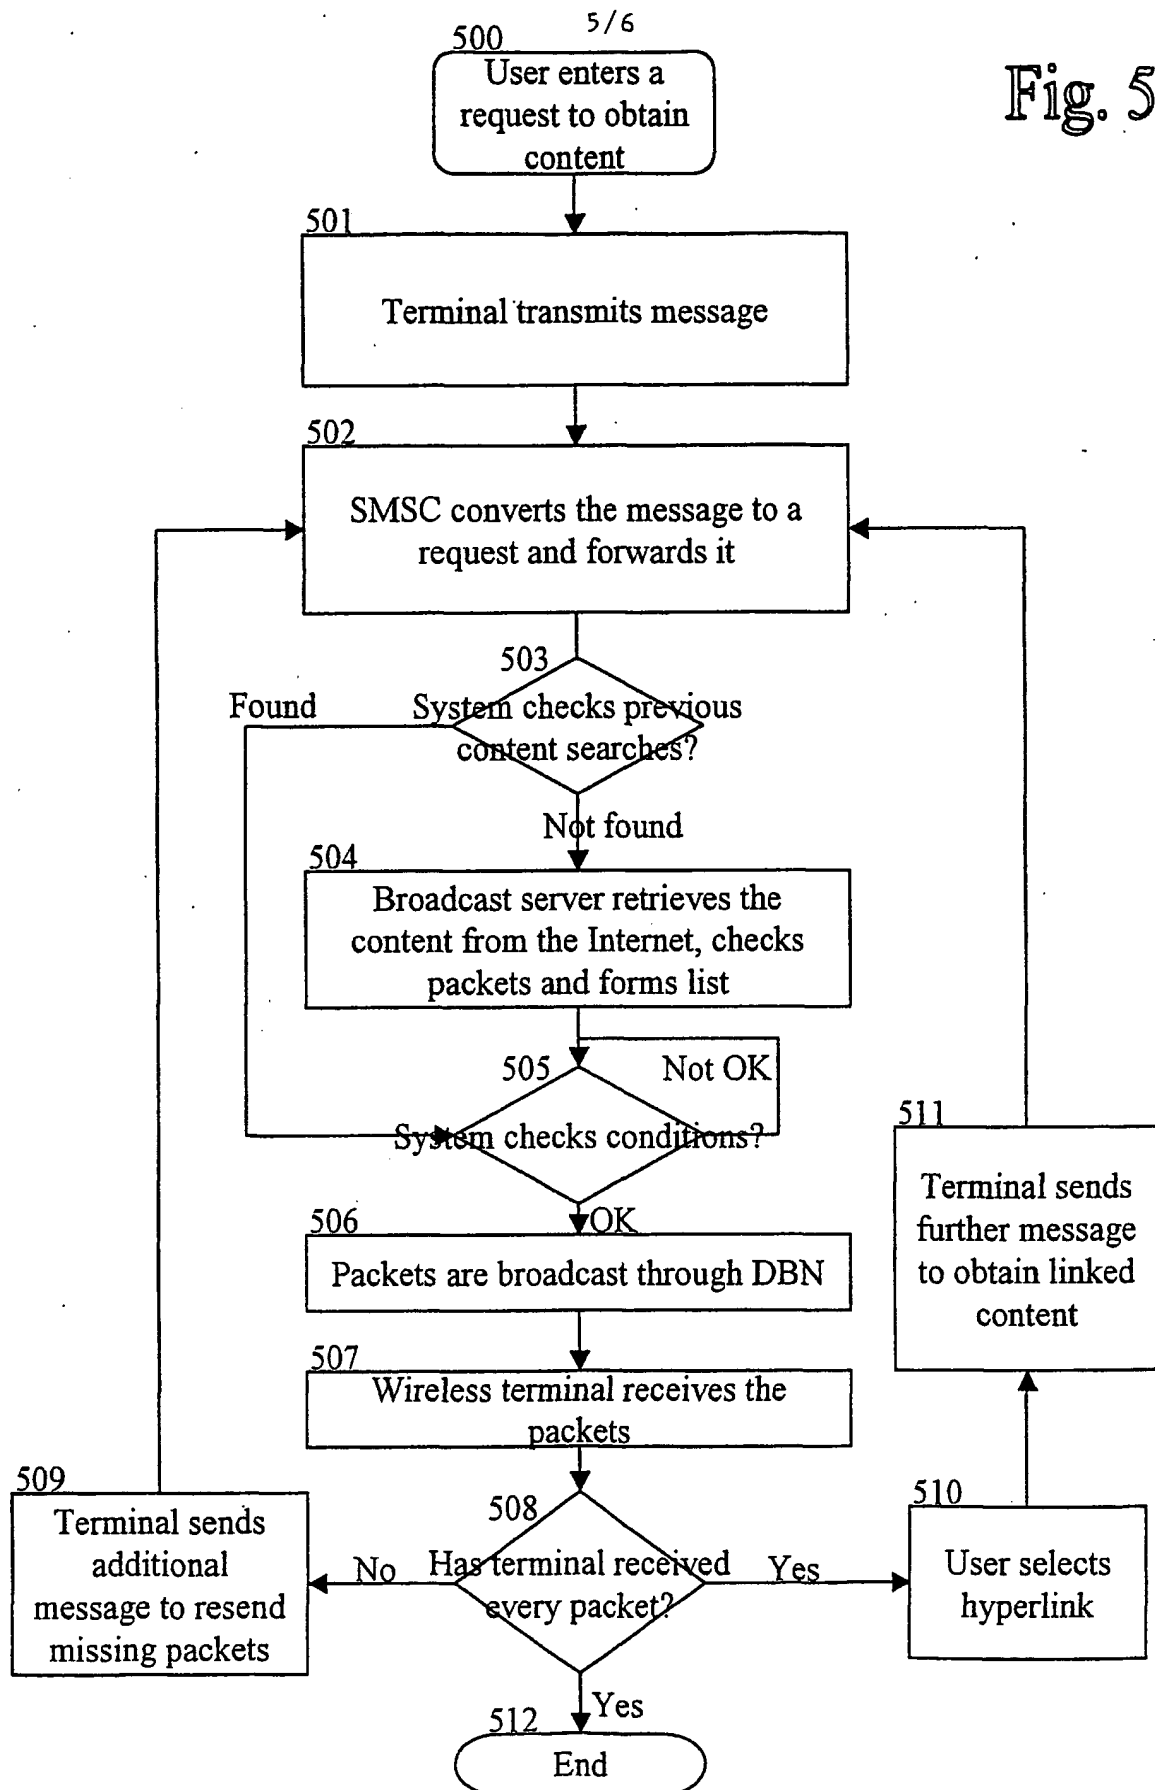 5/6
Fig. 5
500
User enters a
request to obtain
content
501
Terminal transmits message
502
SMSC converts the message to a
request and forwards it
503
Found
System checks previous
content searches?
Not found
504
Broadcast server retrieves the
content from the Internet, checks
packets and forms list
505
Not OK
System checks conditions?
OK
506
Packets are broadcast through DBN
507
Wireless terminal receives the
packets
508
Has terminal received
every packet?
No
Yes
509
Terminal sends
additional
message to resend
missing packets
510
User selects
hyperlink
511
Terminal sends
further message
to obtain linked
content
Yes
512
End